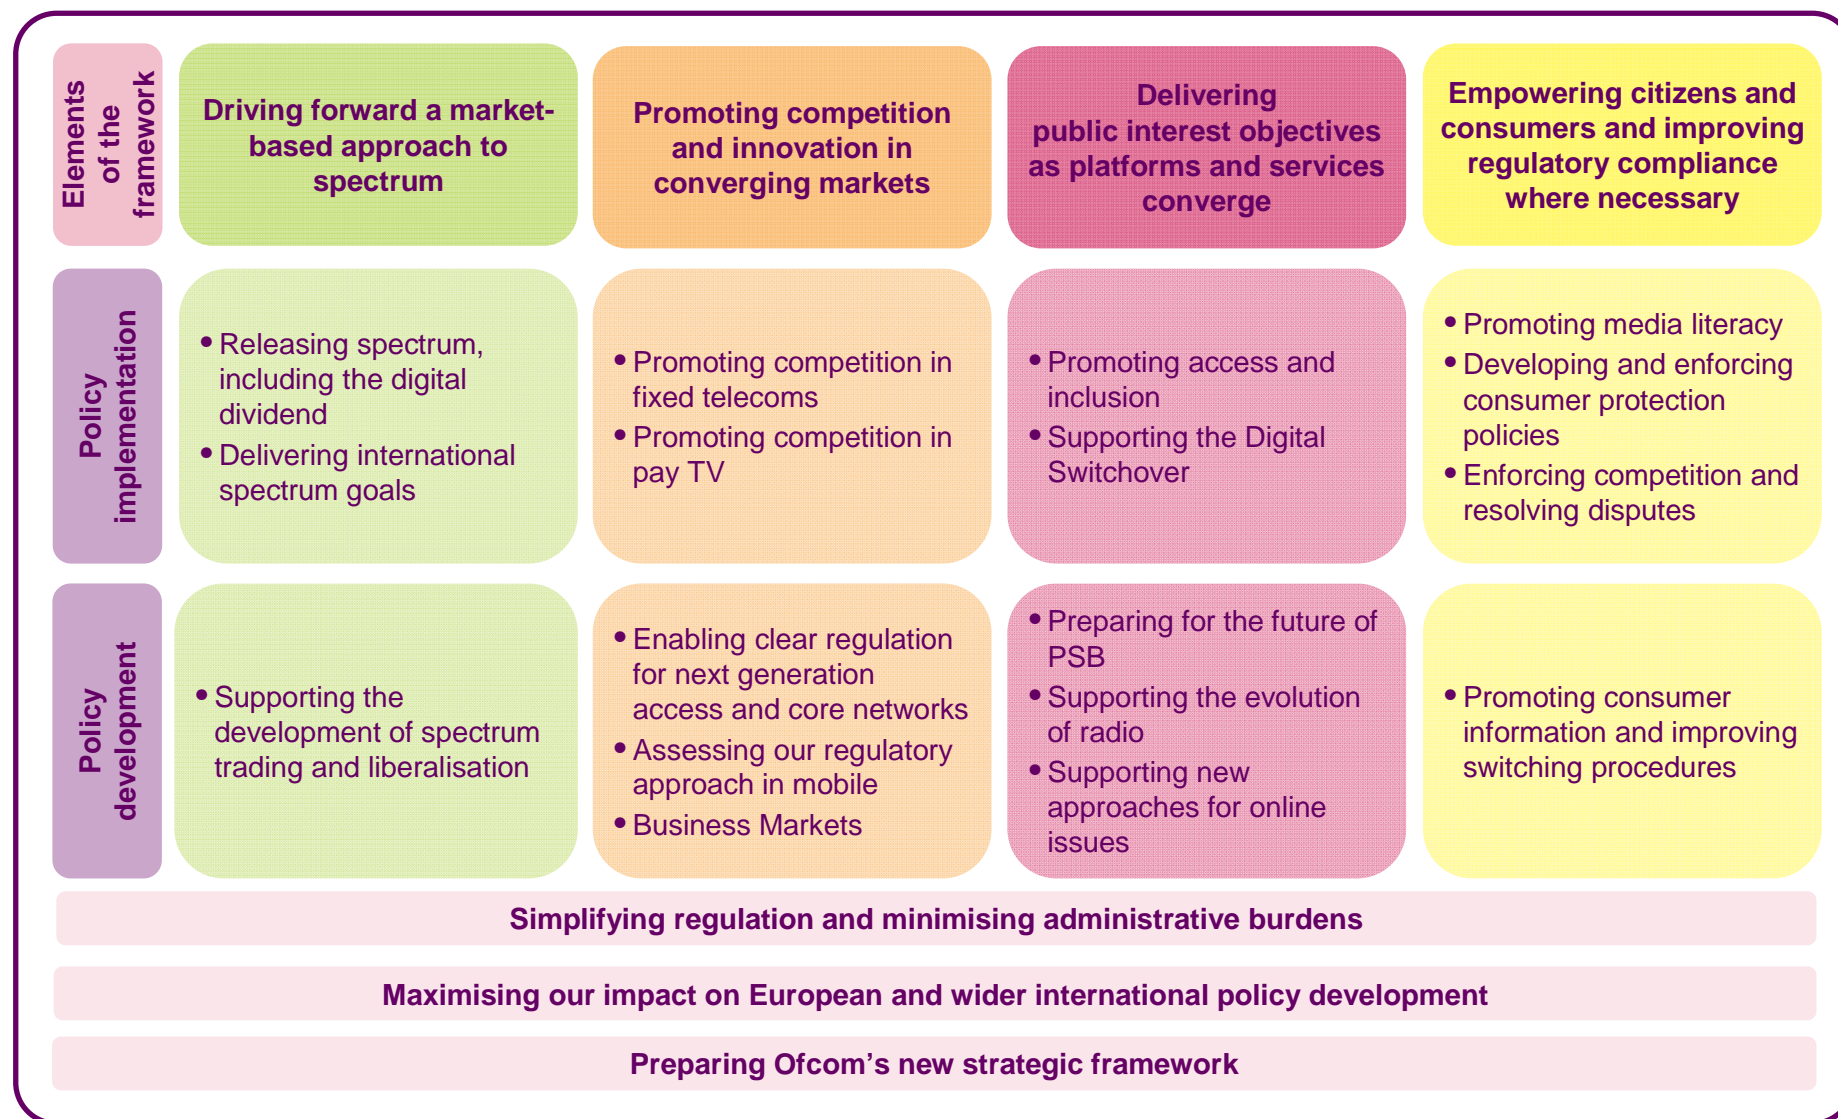 Elements
of the
framework
Driving forward a market-
based approach to
spectrum
Promoting competition
and innovation in
converging markets
Delivering
public interest objectives
as platforms and services
converge
Empowering citizens and
consumers and improving
regulatory compliance
where necessary
Policy
implementation
• Releasing spectrum,
including the digital
dividend
• Delivering international
spectrum goals
• Promoting competition in
fixed telecoms
• Promoting competition in
pay TV
• Promoting access and
inclusion
• Supporting the Digital
Switchover
• Promoting media literacy
• Developing and enforcing
consumer protection
policies
• Enforcing competition and
resolving disputes
Policy
development
• Supporting the
development of spectrum
trading and liberalisation
• Enabling clear regulation
for next generation
access and core networks
• Assessing our regulatory
approach in mobile
• Business Markets
• Preparing for the future of
PSB
• Supporting the evolution
of radio
• Supporting new
approaches for online
issues
• Promoting consumer
information and improving
switching procedures
Simplifying regulation and minimising administrative burdens
Maximising our impact on European and wider international policy development
Preparing Ofcom’s new strategic framework